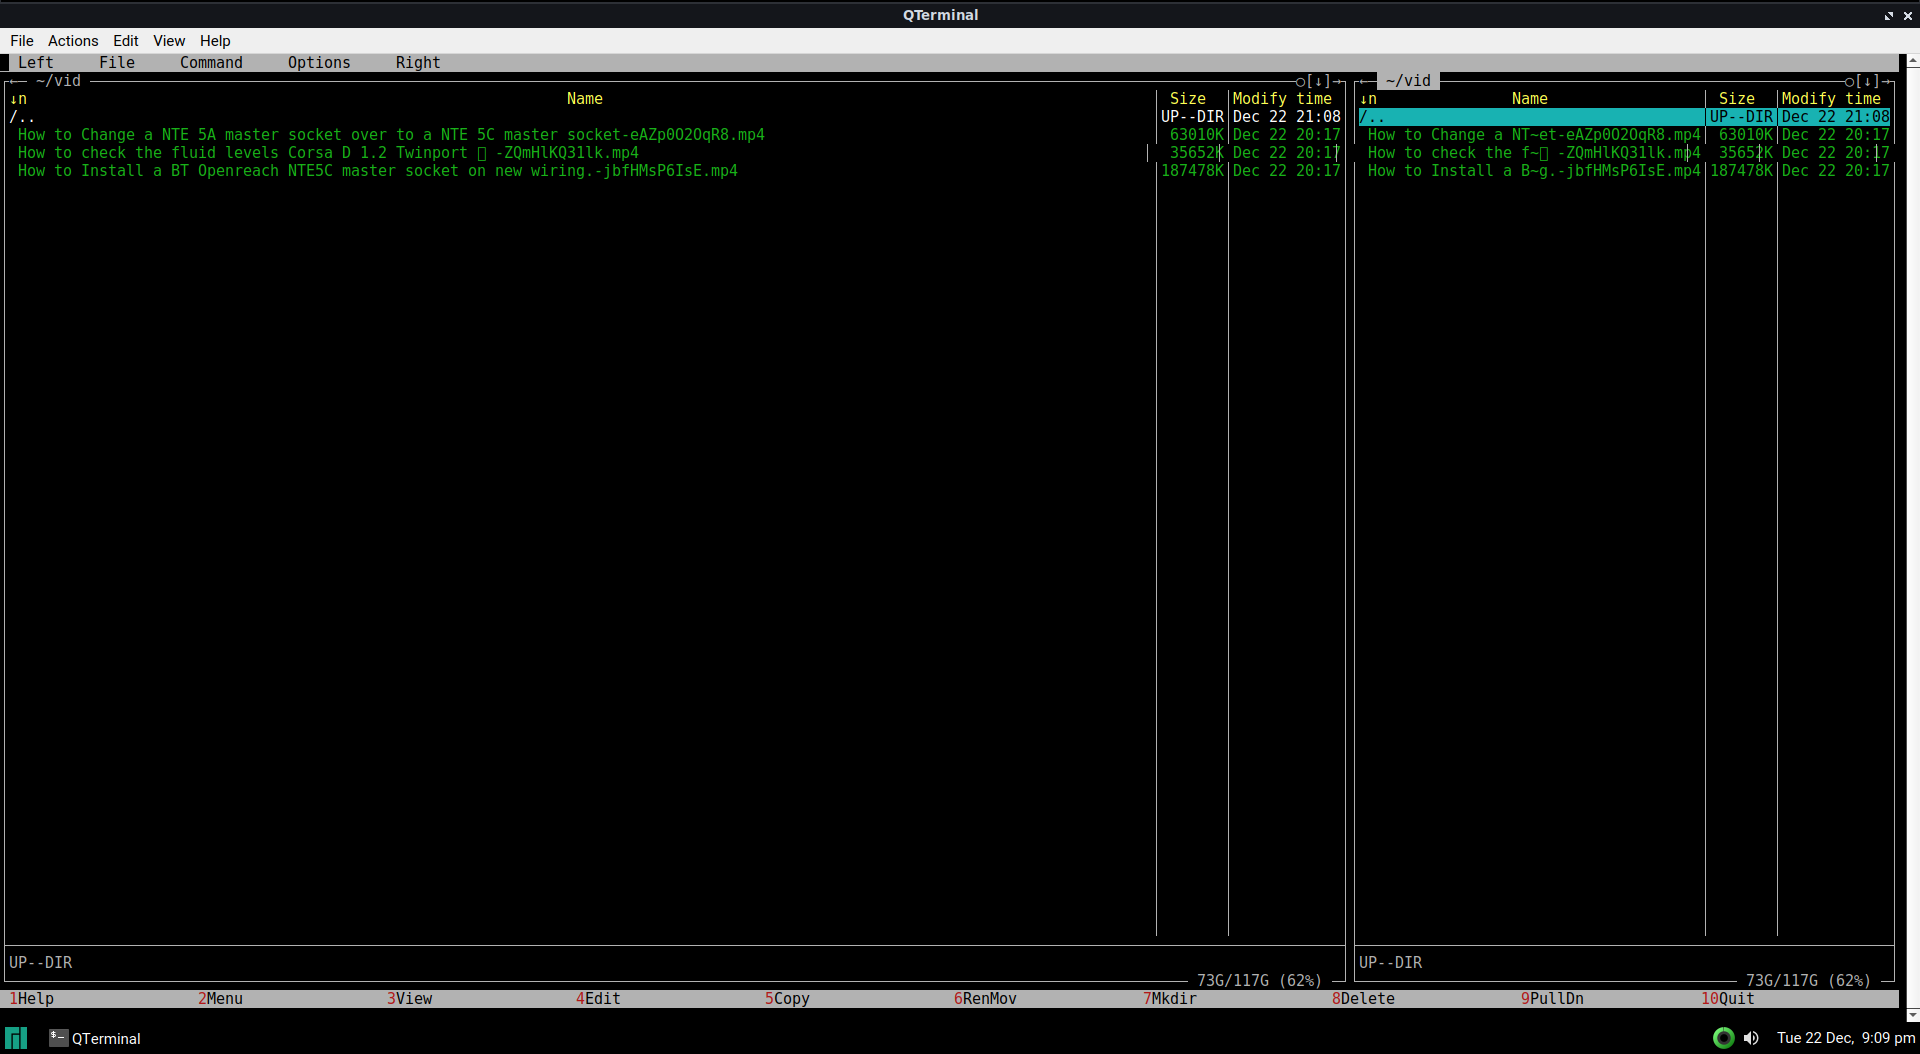 QTerminal
File Actions Edit View Help
Left File Command Options Right
←─ ~/vid ○[↓]→ ←─ ~/vid ○[↓]→
↓n Name Size Modify time ↓n Name Size Modify time
/.. UP--DIR Dec 22 21:08 /.. UP--DIR Dec 22 21:08
How to Change a NTE 5A master socket over to a NTE 5C master socket-eAZp0O2OqR8.mp4 63010K Dec 22 20:17 How to Change a NT~et-eAZp0O2OqR8.mp4 63010K Dec 22 20:17
How to check the fluid levels Corsa D 1.2 Twinport -ZQmHlKQ31lk.mp4 35652K Dec 22 20:17 How to check the f~ -ZQmHlKQ31lk.mp4 35652K Dec 22 20:17
How to Install a BT Openreach NTE5C master socket on new wiring.-jbfHMsP6IsE.mp4 187478K Dec 22 20:17 How to Install a B~g.-jbfHMsP6IsE.mp4 187478K Dec 22 20:17
UP--DIR UP--DIR
73G/117G (62%) 73G/117G (62%)
1Help 2Menu 3View 4Edit 5Copy 6RenMov 7Mkdir 8Delete 9PullDn 10Quit
QTerminal Tue 22 Dec, 9:09 pm